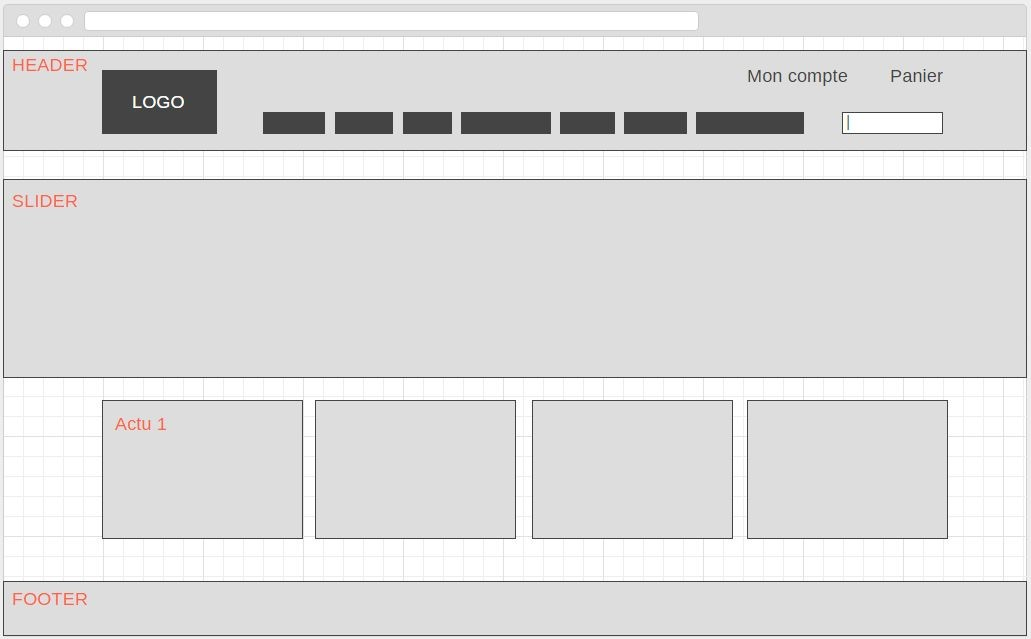 HEADER
LOGO
Mon compte
Panier
SLIDER
Actu 1
FOOTER